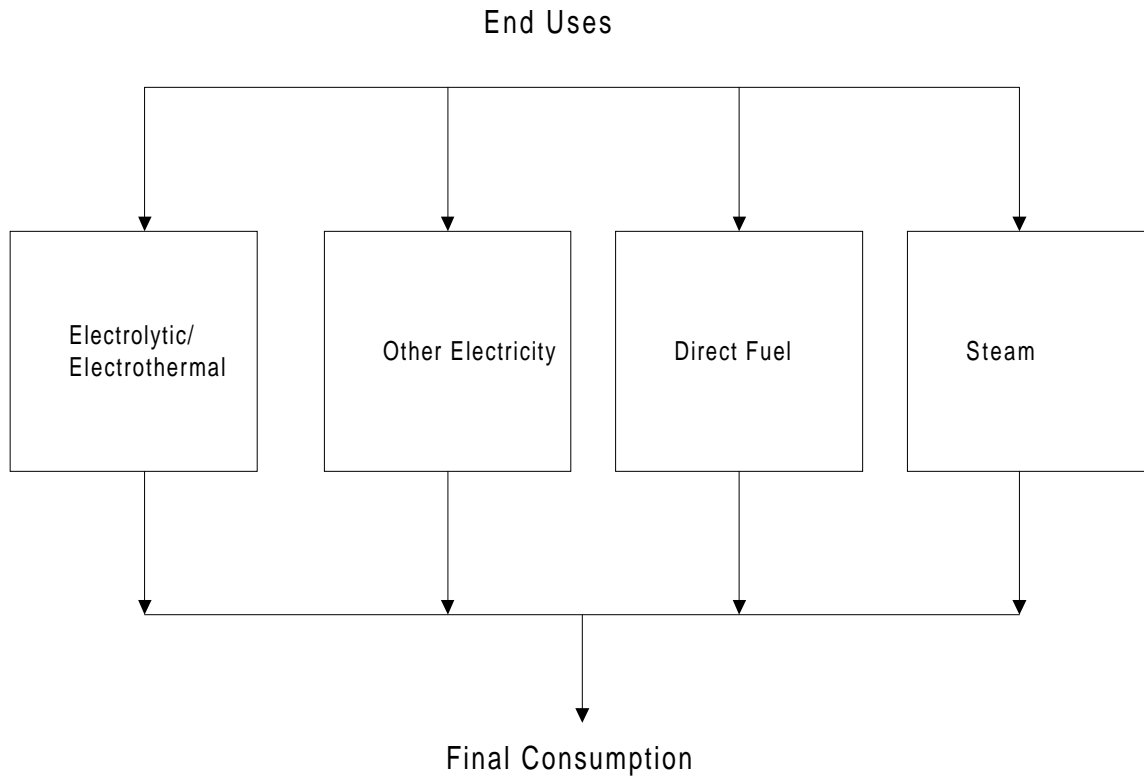 End Uses
Electrolytic/
Electrothermal
Other Electricity
Direct Fuel
Steam
Final Consumption